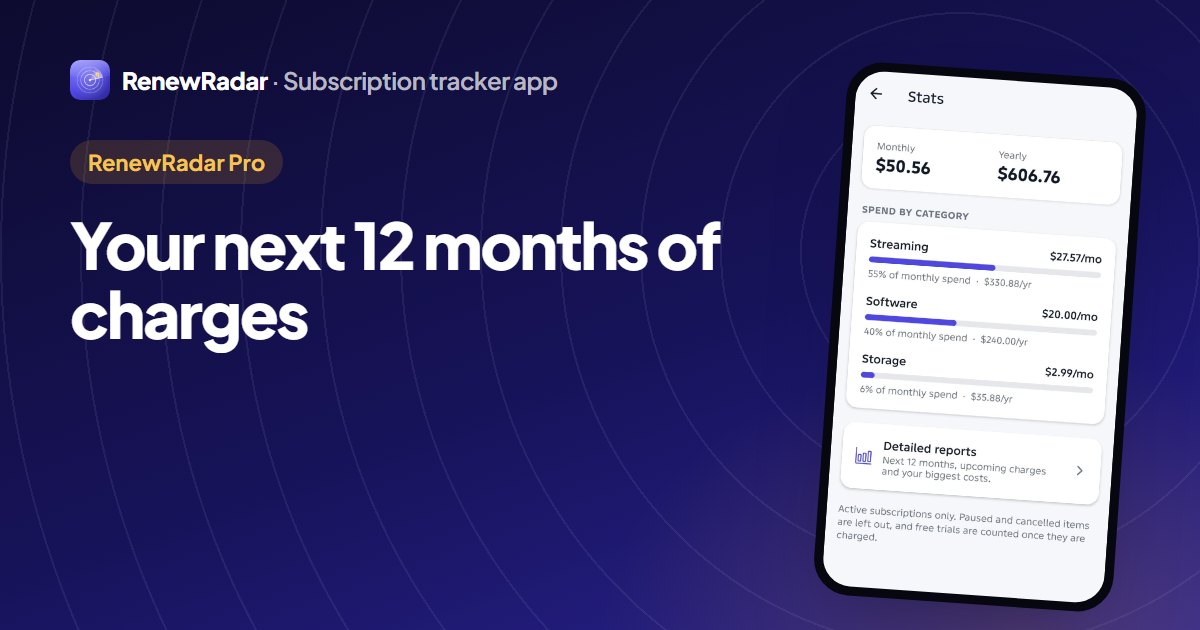 RenewRadar · Subscription tracker app
RenewRadar Pro
Your next 12 months of
charges
Stats
Monthly
$50.56
Yearly
$606.76
SPEND BY CATEGORY
Streaming
$27.57/mo
55% of monthly spend · $330.88/yr
Software
$20.00/mo
40% of monthly spend · $240.00/yr
Storage
$2.99/mo
6% of monthly spend · $35.88/yr
Detailed reports
Next 12 months, upcoming charges
and your biggest costs.
Active subscriptions only. Paused and cancelled items
are left out, and free trials are counted once they are
charged.